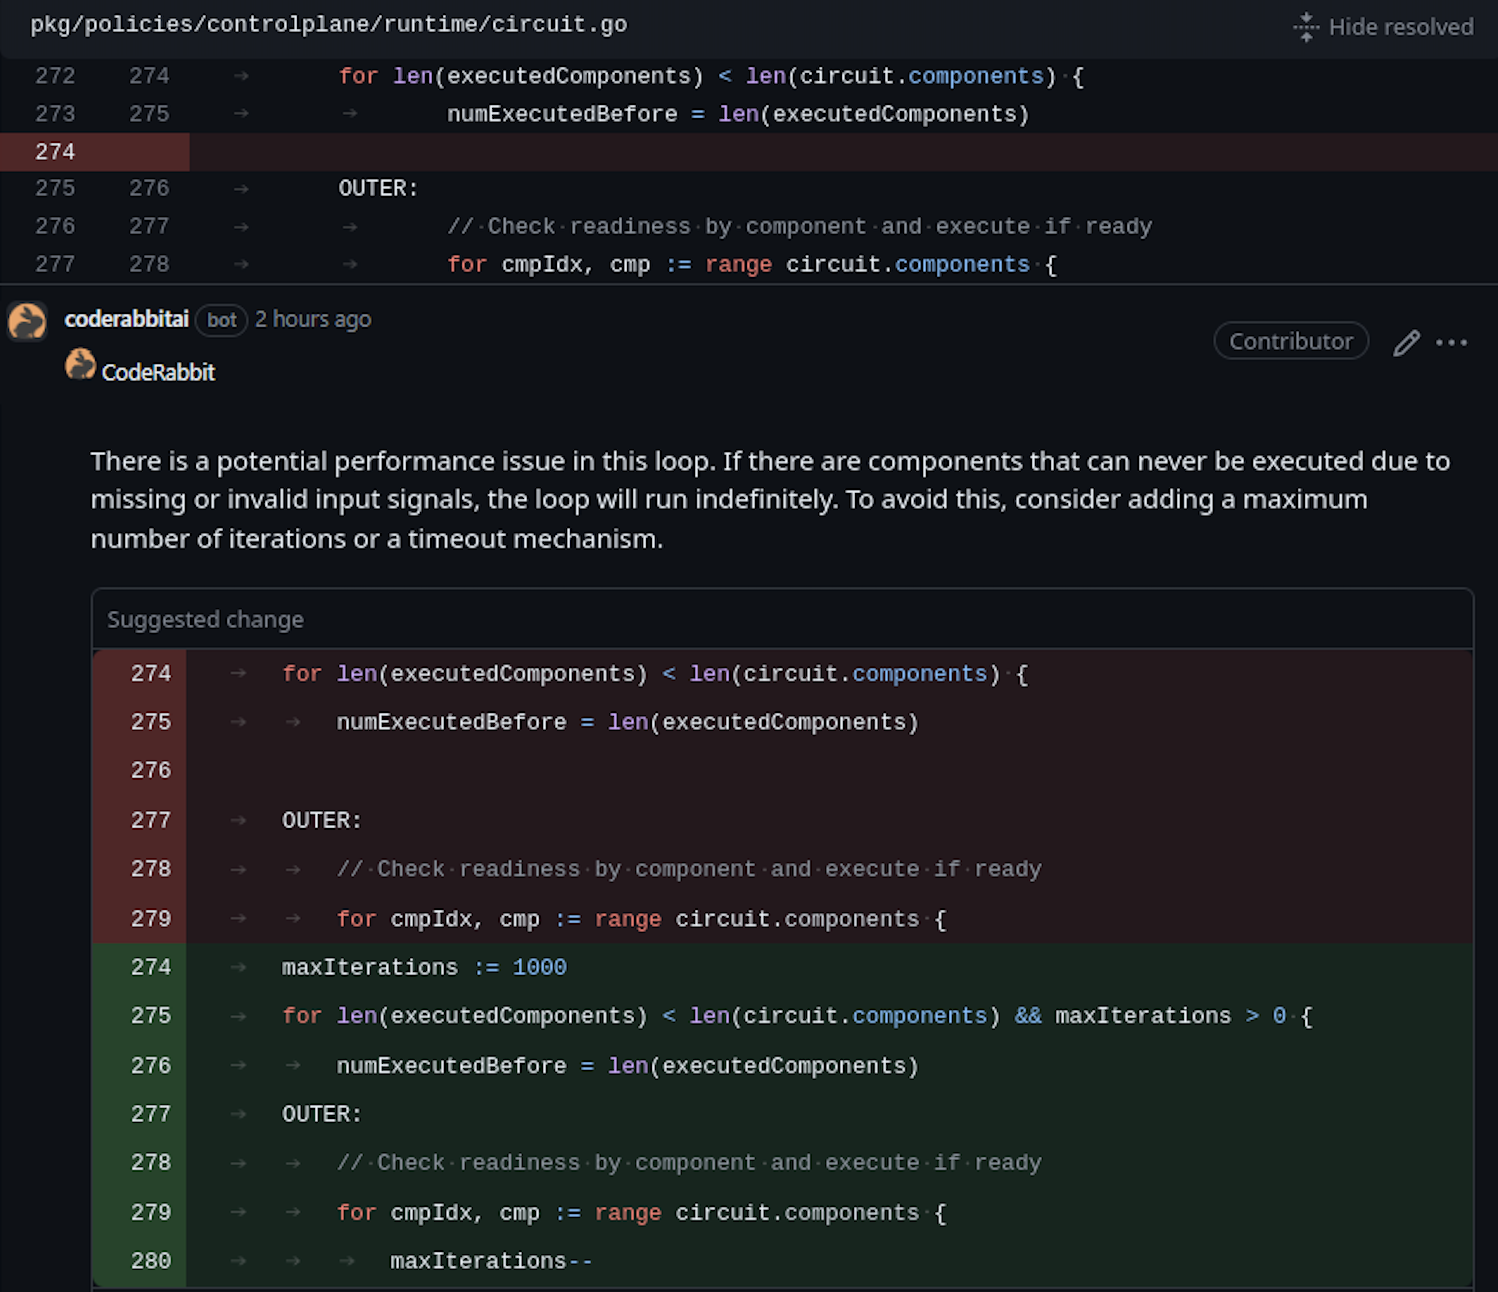 pkg/policies/controlplane/runtime/circuit.go Hide resolved
272 274 → for len(executedComponents) < len(circuit.components) {
273 275 → → numExecutedBefore = len(executedComponents)
274
275 276 → OUTER:
276 277 → → // Check readiness by component and execute if ready
277 278 → → for cmpIdx, cmp := range circuit.components {
coderabbitai bot 2 hours ago
Contributor
CodeRabbit
There is a potential performance issue in this loop. If there are components that can never be executed due to
missing or invalid input signals, the loop will run indefinitely. To avoid this, consider adding a maximum
number of iterations or a timeout mechanism.
Suggested change
274 → for len(executedComponents) < len(circuit.components) {
275 → → numExecutedBefore = len(executedComponents)
276
277 → OUTER:
278 → → // Check readiness by component and execute if ready
279 → → for cmpIdx, cmp := range circuit.components {
274 → maxIterations := 1000
275 → for len(executedComponents) < len(circuit.components) && maxIterations > 0 {
276 → → numExecutedBefore = len(executedComponents)
277 → OUTER:
278 → → // Check readiness by component and execute if ready
279 → → for cmpIdx, cmp := range circuit.components {
280 → → → maxIterations--